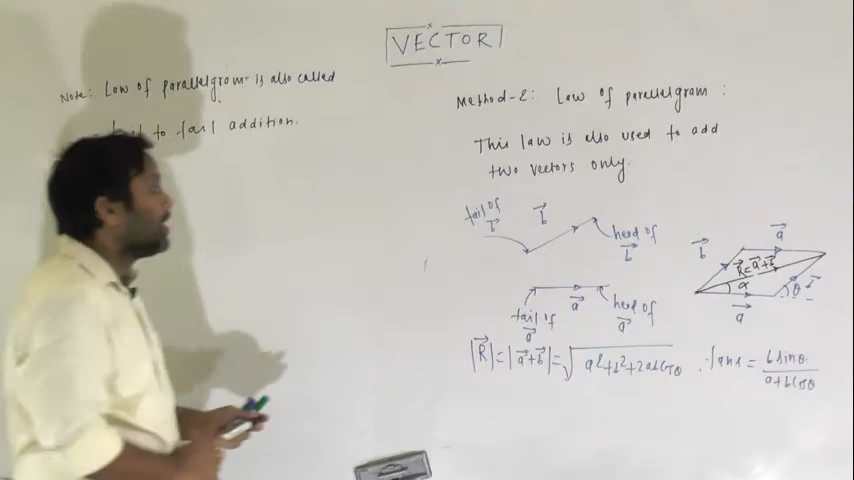 VECTOR
Note: Law of parallelgram is also called
to tail addition.
Method-2: Law of parallelgram :
This law is also used to add
two vectors only.
tail of b⃗
b⃗
head of b⃗
tail of a⃗
a⃗
head of a⃗
a⃗
b⃗
R⃗=a⃗+b⃗
α
θ
b⃗
a⃗
|R⃗|=|a⃗+b⃗|=√a²+b²+2abcosθ , tanα = bsinθ/a+bcosθ